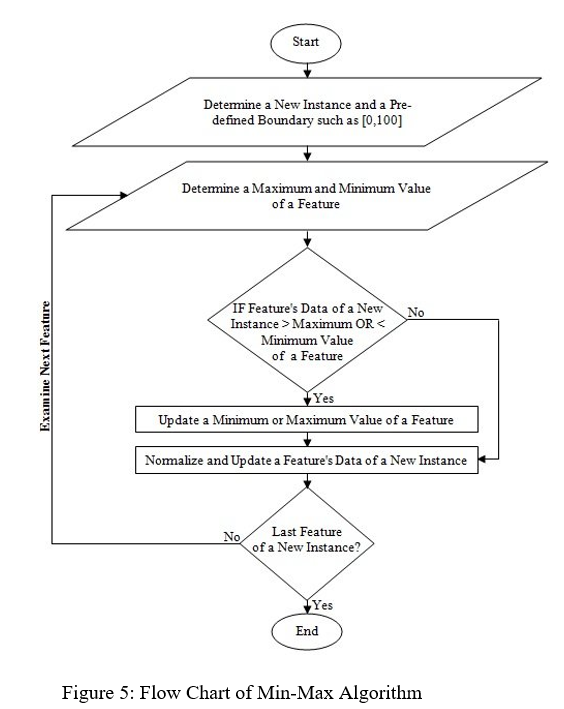 Start
Determine a New Instance and a Pre-
defined Boundary such as [0,100]
Determine a Maximum and Minimum Value
of a Feature
IF Feature's Data of a New
Instance > Maximum OR <
Minimum Value
of a Feature
No
Yes
Update a Minimum or Maximum Value of a Feature
Normalize and Update a Feature's Data of a New Instance
Examine Next Feature
Last Feature
of a New Instance?
No
Yes
End
Figure 5: Flow Chart of Min-Max Algorithm